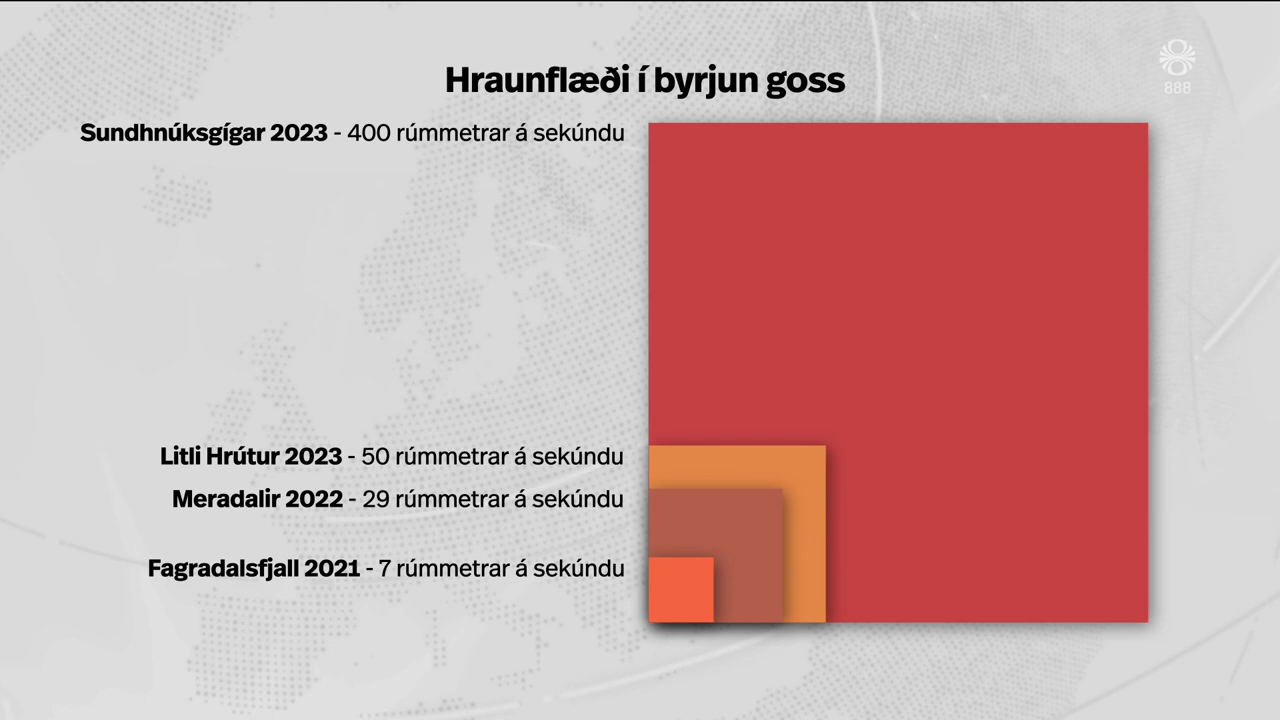 Hraunflæði í byrjun goss
888
Sundhnúksgígar 2023 - 400 rúmmetrar á sekúndu
Litli Hrútur 2023 - 50 rúmmetrar á sekúndu
Meradalir 2022 - 29 rúmmetrar á sekúndu
Fagradalsfjall 2021 - 7 rúmmetrar á sekúndu